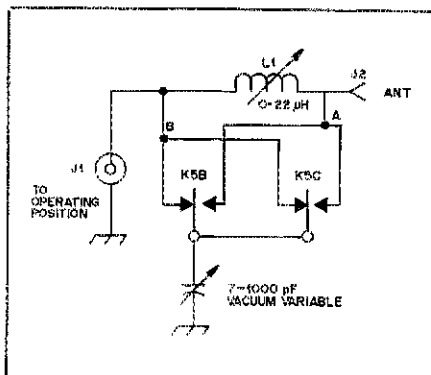 L1
0-22 µH
J2
ANT
A
B
J1
K5B
K5C
TO
OPERATING
POSITION
7-1000 pF
VACUUM VARIABLE